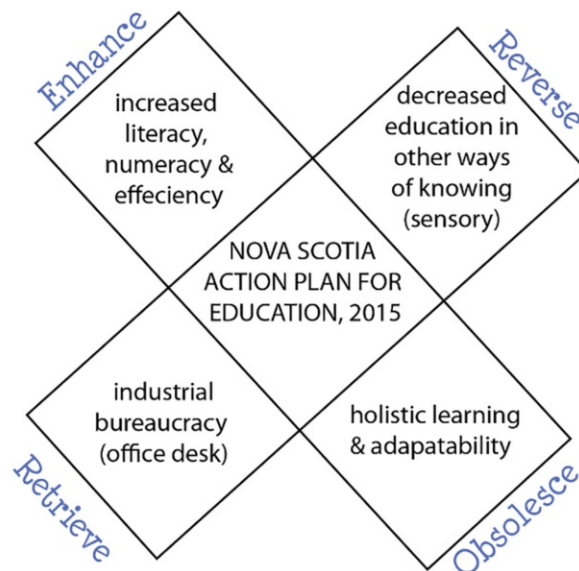 Enhance
increased
literacy,
numeracy &
effeciency
Reverse
decreased
education in
other ways
of knowing
(sensory)
NOVA SCOTIA
ACTION PLAN FOR
EDUCATION, 2015
Retrieve
industrial
bureaucracy
(office desk)
holistic learning
& adapatability
Obsolesce